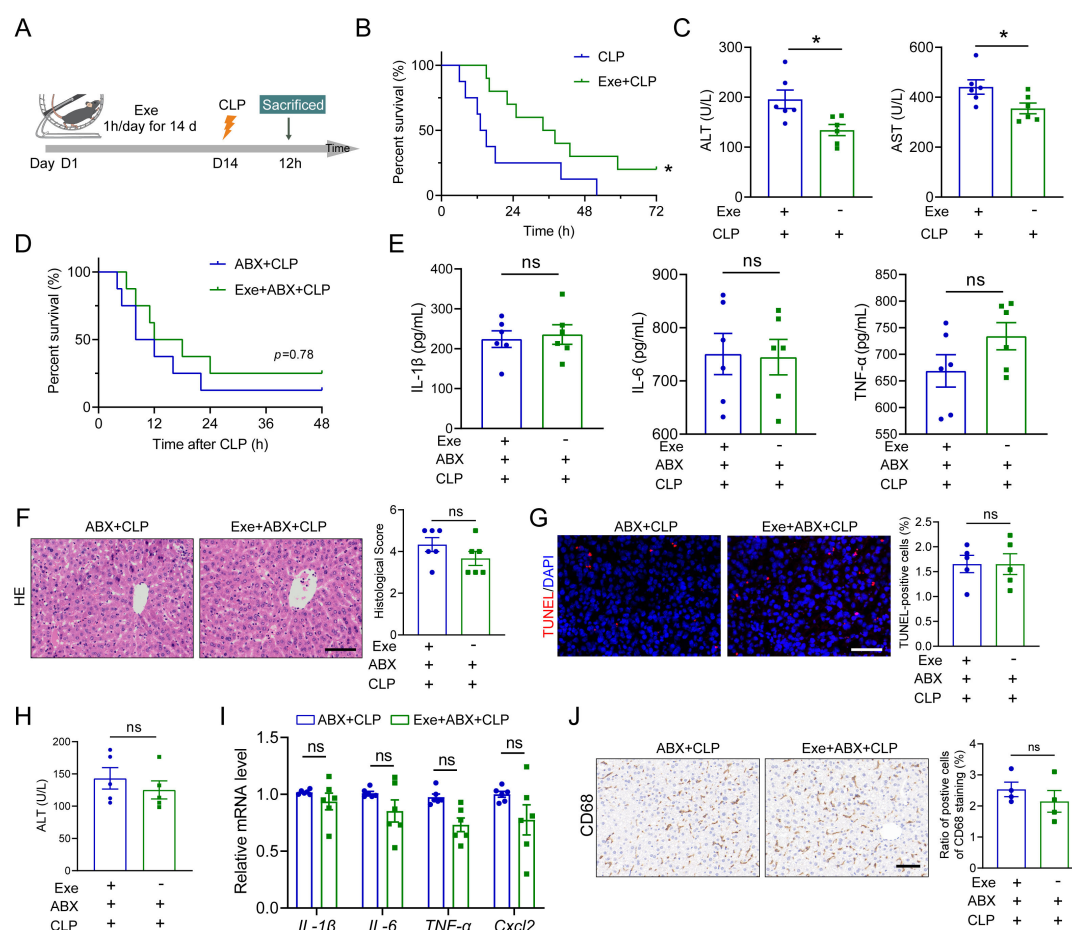 A
Exe
1h/day for 14 d
CLP
Sacrificed
Time
Day D1
D14
12h
B
CLP
Exe+CLP
Percent survival (%)
100
50
0
0 24 48 72
Time (h)
*
C
ALT (U/L)
300
200
100
0
*
Exe + -
CLP + +
AST (U/L)
600
400
200
0
*
Exe + -
CLP + +
D
ABX+CLP
Exe+ABX+CLP
Percent survival (%)
100
50
0
p=0.78
0 12 24 36 48
Time after CLP (h)
E
IL-1β (pg/mL)
400
300
200
100
0
ns
Exe + -
ABX + +
CLP + +
IL-6 (pg/mL)
900
800
700
600
ns
Exe + -
ABX + +
CLP + +
TNF-α (pg/mL)
850
800
750
700
650
600
550
ns
Exe + -
ABX + +
CLP + +
F
ABX+CLP Exe+ABX+CLP
HE
Histological Score
6
4
2
0
ns
Exe + -
ABX + +
CLP + +
G
ABX+CLP Exe+ABX+CLP
TUNEL/DAPI
TUNEL-positive cells (%)
2.5
2.0
1.5
1.0
0.5
0.0
ns
Exe + -
ABX + +
CLP + +
H
ALT (U/L)
200
150
100
50
0
ns
Exe + -
ABX + +
CLP + +
I
ABX+CLP Exe+ABX+CLP
Relative mRNA level
1.5
1.0
0.5
0.0
ns ns ns ns
IL-1β IL-6 TNF-α Cxcl2
J
ABX+CLP Exe+ABX+CLP
CD68
Ratio of positive cells
of CD68 staining (%)
4
3
2
1
0
ns
Exe + -
ABX + +
CLP + +